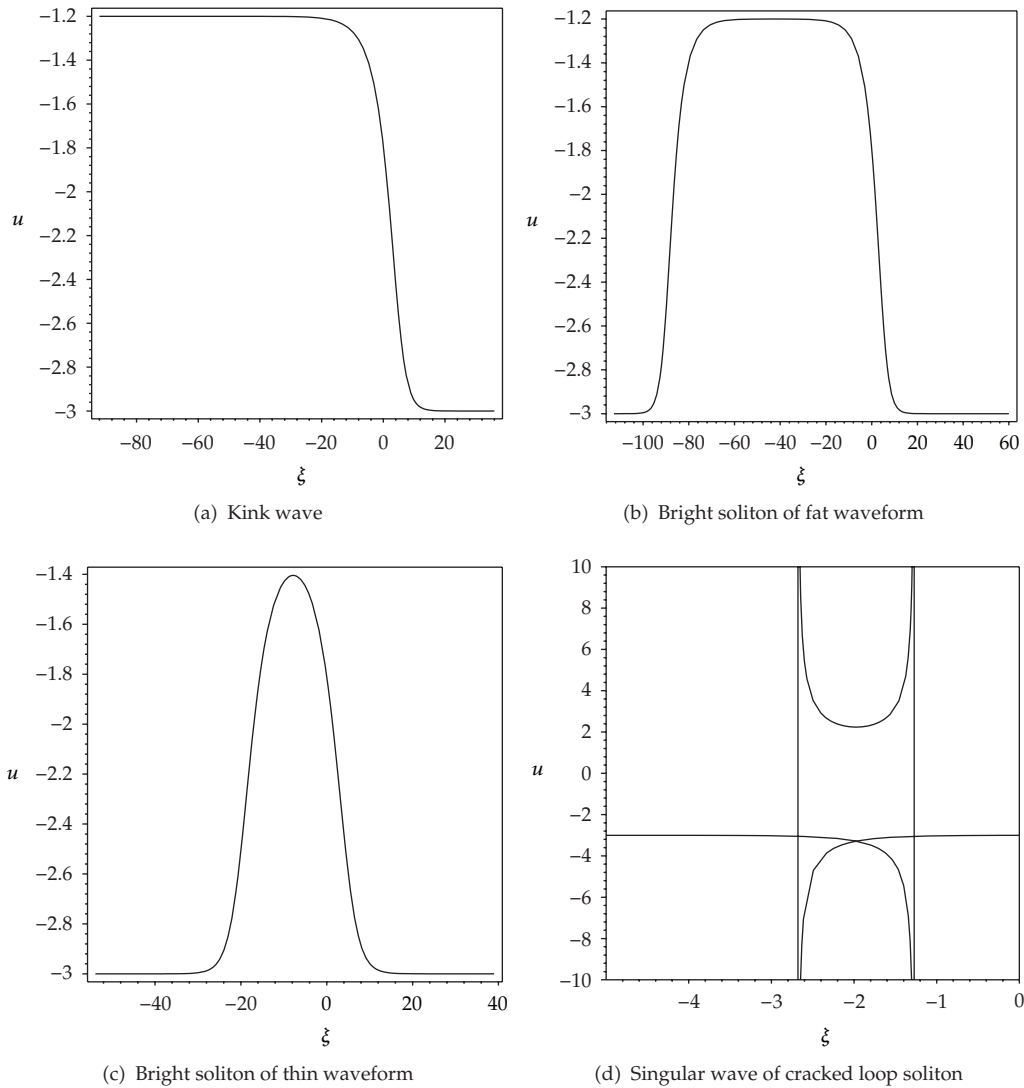 −1.2
−1.4
−1.6
−1.8
−2
−2.2
−2.4
−2.6
−2.8
−3
u
−80 −60 −40 −20 0 20
ξ
(a) Kink wave
−1.2
−1.4
−1.6
−1.8
−2
−2.2
−2.4
−2.6
−2.8
−3
u
−100 −80 −60 −40 −20 0 20 40 60
ξ
(b) Bright soliton of fat waveform
−1.4
−1.6
−1.8
−2
−2.2
−2.4
−2.6
−2.8
−3
u
−40 −20 0 20 40
ξ
(c) Bright soliton of thin waveform
10
8
6
4
2
0
−2
−4
−6
−8
−10
u
−4 −3 −2 −1 0
ξ
(d) Singular wave of cracked loop soliton